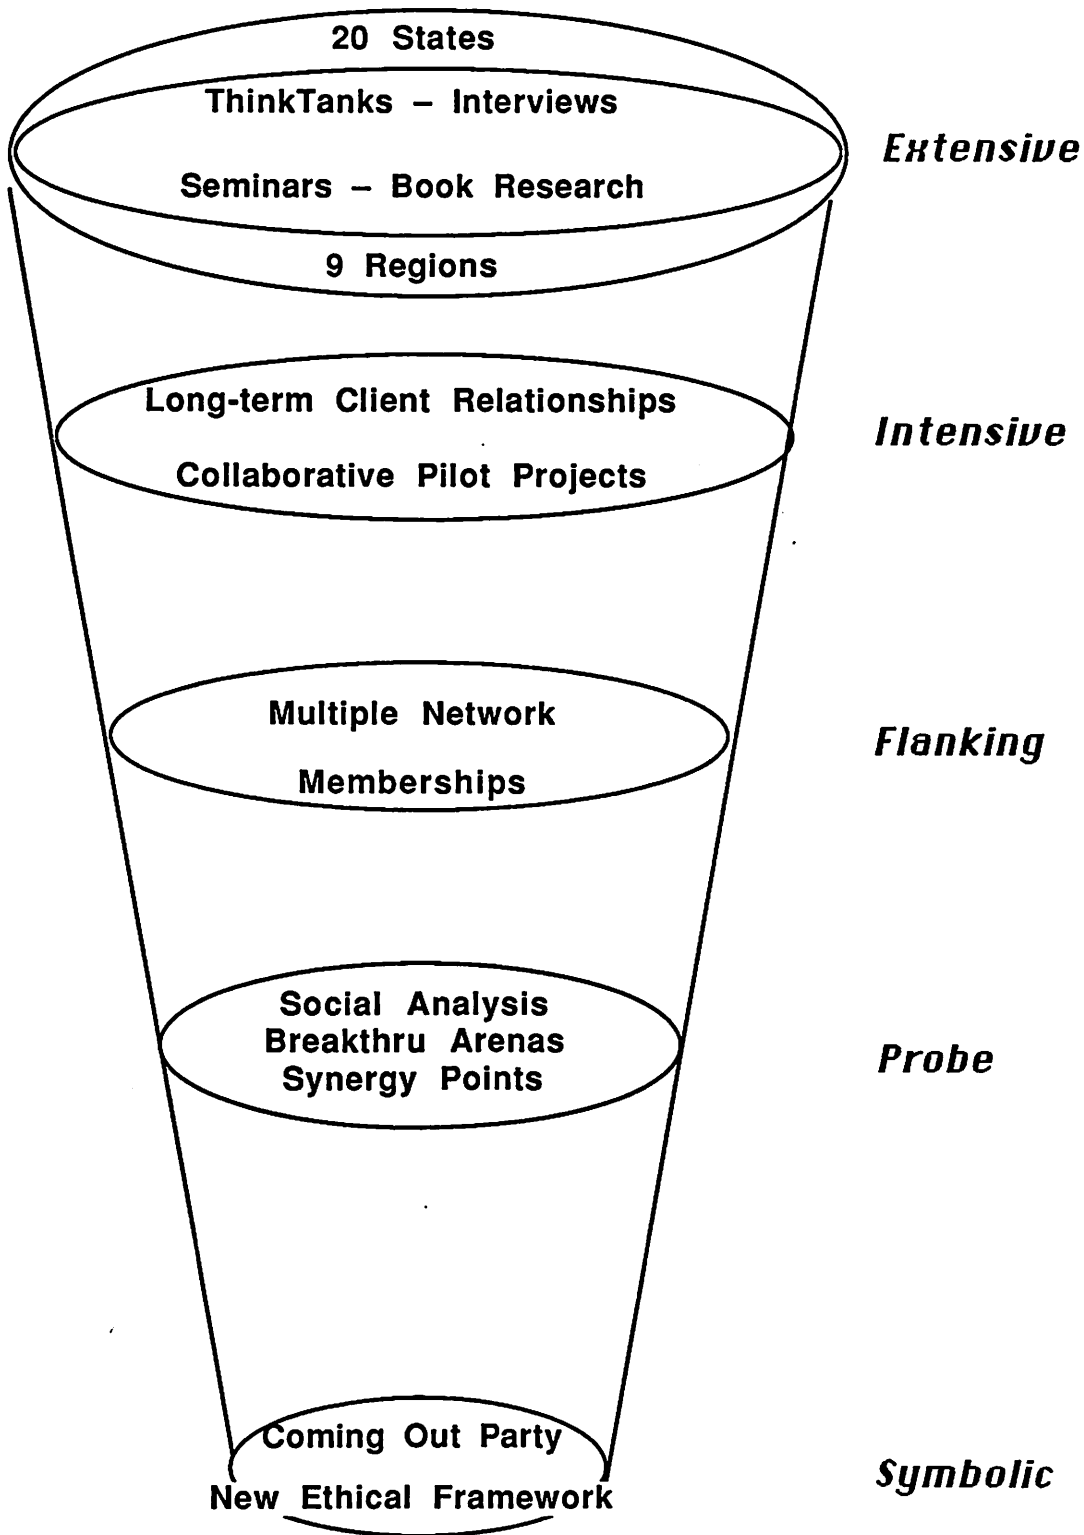 20 States
ThinkTanks – Interviews
Extensive
Seminars – Book Research
9 Regions
Long-term Client Relationships
Intensive
Collaborative Pilot Projects
Multiple Network
Flanking
Memberships
Social Analysis
Breakthru Arenas
Probe
Synergy Points
Coming Out Party
Symbolic
New Ethical Framework